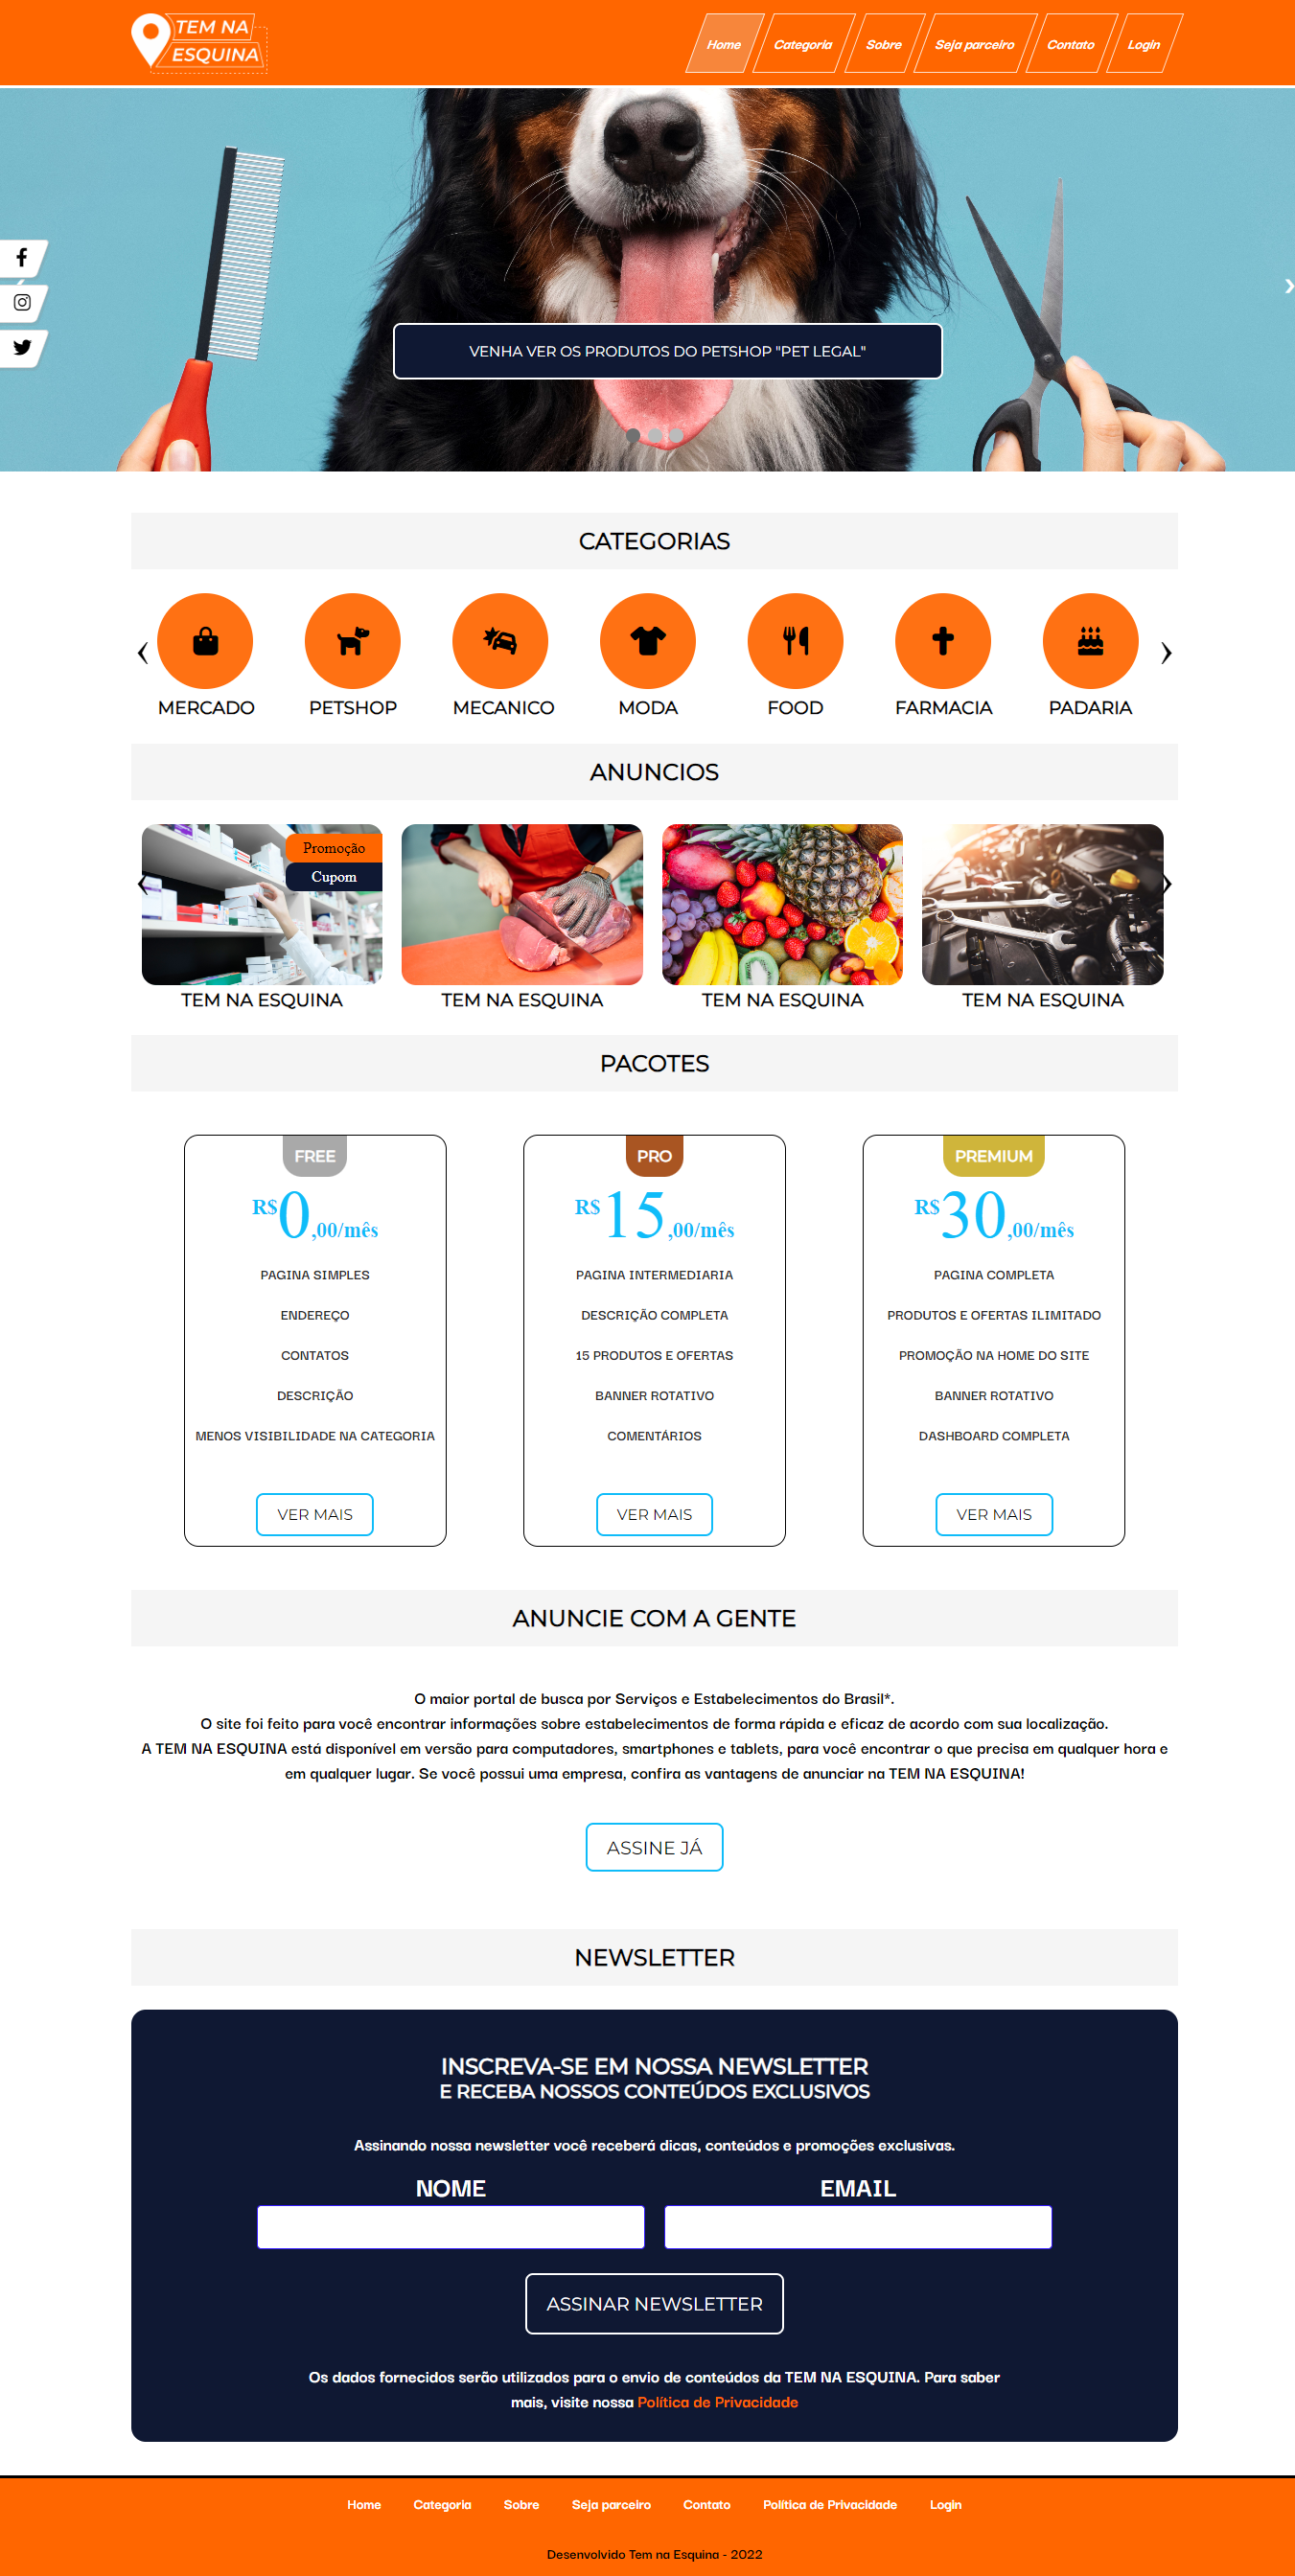 TEM NA
ESQUINA
Home
Categoria
Sobre
Seja parceiro
Contato
Login
VENHA VER OS PRODUTOS DO PETSHOP "PET LEGAL"
CATEGORIAS
MERCADO
PETSHOP
MECANICO
MODA
FOOD
FARMACIA
PADARIA
ANUNCIOS
Promoção
Cupom
TEM NA ESQUINA
TEM NA ESQUINA
TEM NA ESQUINA
TEM NA ESQUINA
PACOTES
FREE
R$0,00/mês
PAGINA SIMPLES
ENDEREÇO
CONTATOS
DESCRIÇÃO
MENOS VISIBILIDADE NA CATEGORIA
VER MAIS
PRO
R$15,00/mês
PAGINA INTERMEDIARIA
DESCRIÇÃO COMPLETA
15 PRODUTOS E OFERTAS
BANNER ROTATIVO
COMENTÁRIOS
VER MAIS
PREMIUM
R$30,00/mês
PAGINA COMPLETA
PRODUTOS E OFERTAS ILIMITADO
PROMOÇÃO NA HOME DO SITE
BANNER ROTATIVO
DASHBOARD COMPLETA
VER MAIS
ANUNCIE COM A GENTE
O maior portal de busca por Serviços e Estabelecimentos do Brasil*.
O site foi feito para você encontrar informações sobre estabelecimentos de forma rápida e eficaz de acordo com sua localização.
A TEM NA ESQUINA está disponível em versão para computadores, smartphones e tablets, para você encontrar o que precisa em qualquer hora e
em qualquer lugar. Se você possui uma empresa, confira as vantagens de anunciar na TEM NA ESQUINA!
ASSINE JÁ
NEWSLETTER
INSCREVA-SE EM NOSSA NEWSLETTER
E RECEBA NOSSOS CONTEÚDOS EXCLUSIVOS
Assinando nossa newsletter você receberá dicas, conteúdos e promoções exclusivas.
NOME
EMAIL
ASSINAR NEWSLETTER
Os dados fornecidos serão utilizados para o envio de conteúdos da TEM NA ESQUINA. Para saber
mais, visite nossa Política de Privacidade
Home
Categoria
Sobre
Seja parceiro
Contato
Política de Privacidade
Login
Desenvolvido Tem na Esquina - 2022